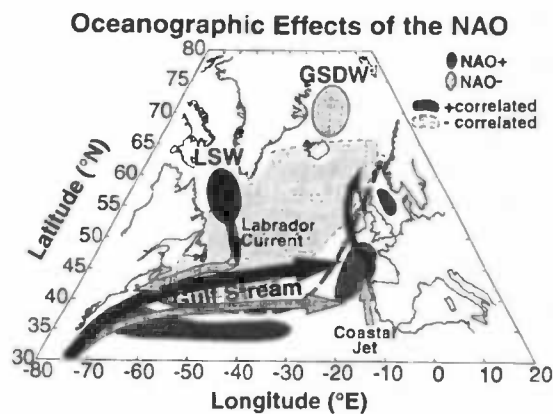 Oceanographic Effects of the NAO
80
75
70
65
60
55
50
45
40
35
30
Latitude (°N)
GSDW
NAO+
NAO-
+correlated
- correlated
LSW
Labrador
Current
Gulf Stream
Coastal
Jet
-80 -70 -60 -50 -40 -30 -20 -10 0 10 20
Longitude (°E)